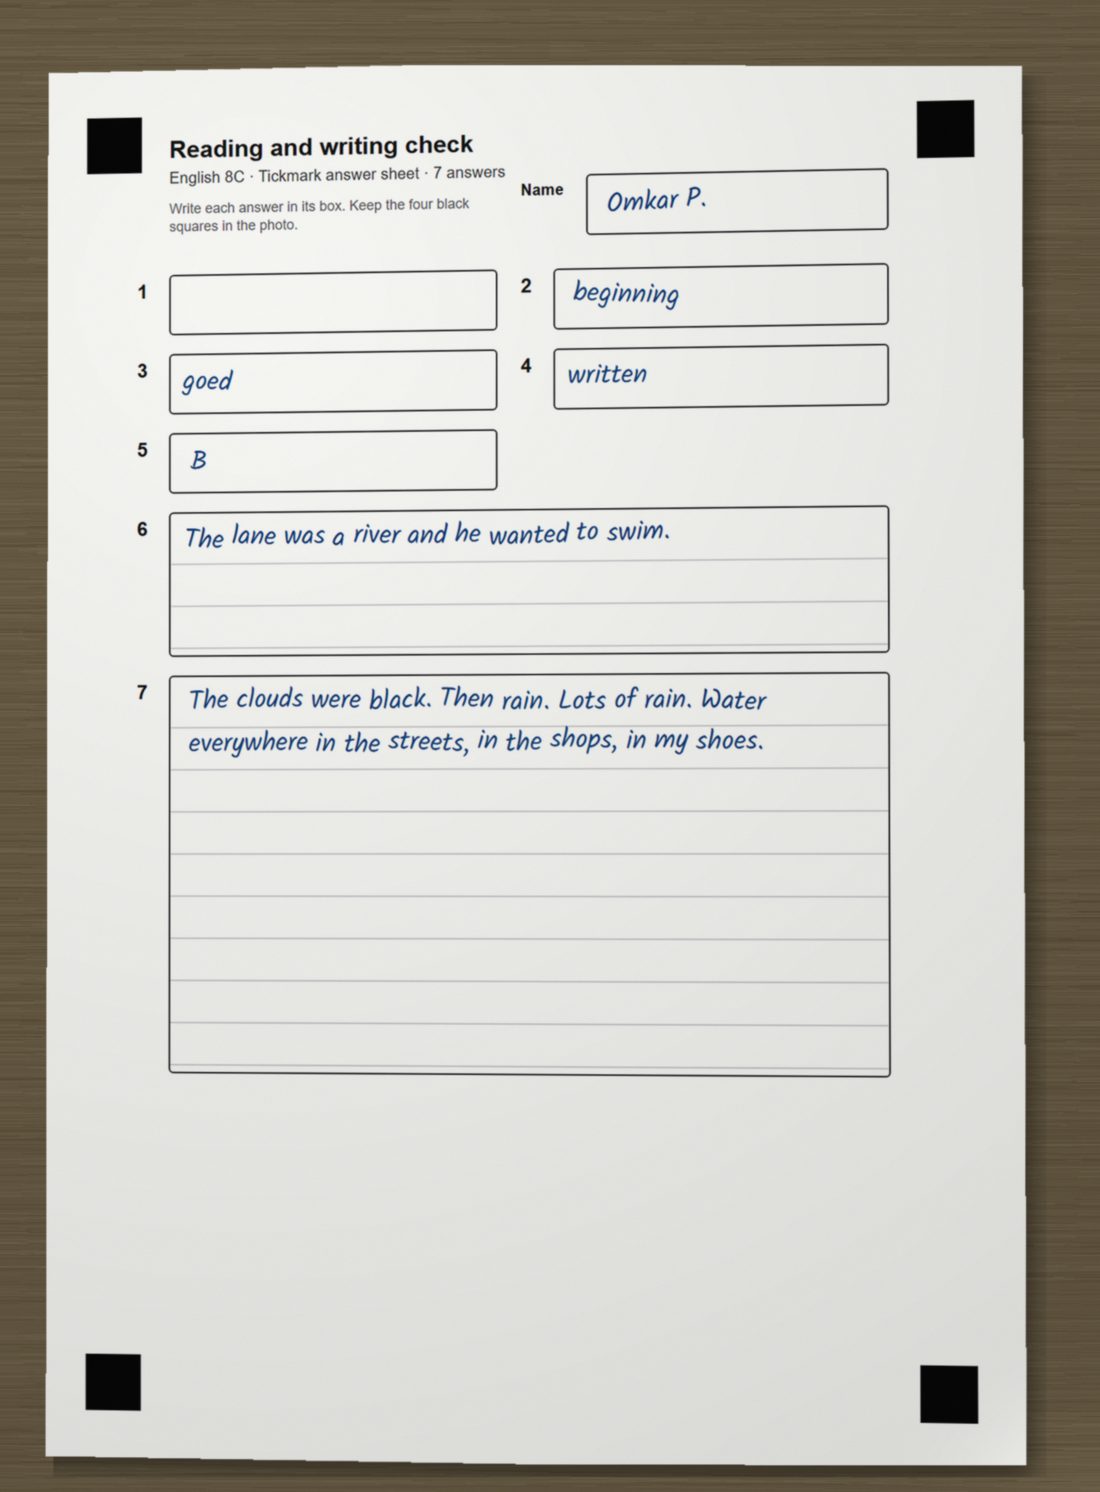 Reading and writing check
English 8C · Tickmark answer sheet · 7 answers
Write each answer in its box. Keep the four black
squares in the photo.
Name
Omkar P.
1
2
beginning
3
goed
4
written
5
B
6
The lane was a river and he wanted to swim.
7
The clouds were black. Then rain. Lots of rain. Water
everywhere in the streets, in the shops, in my shoes.